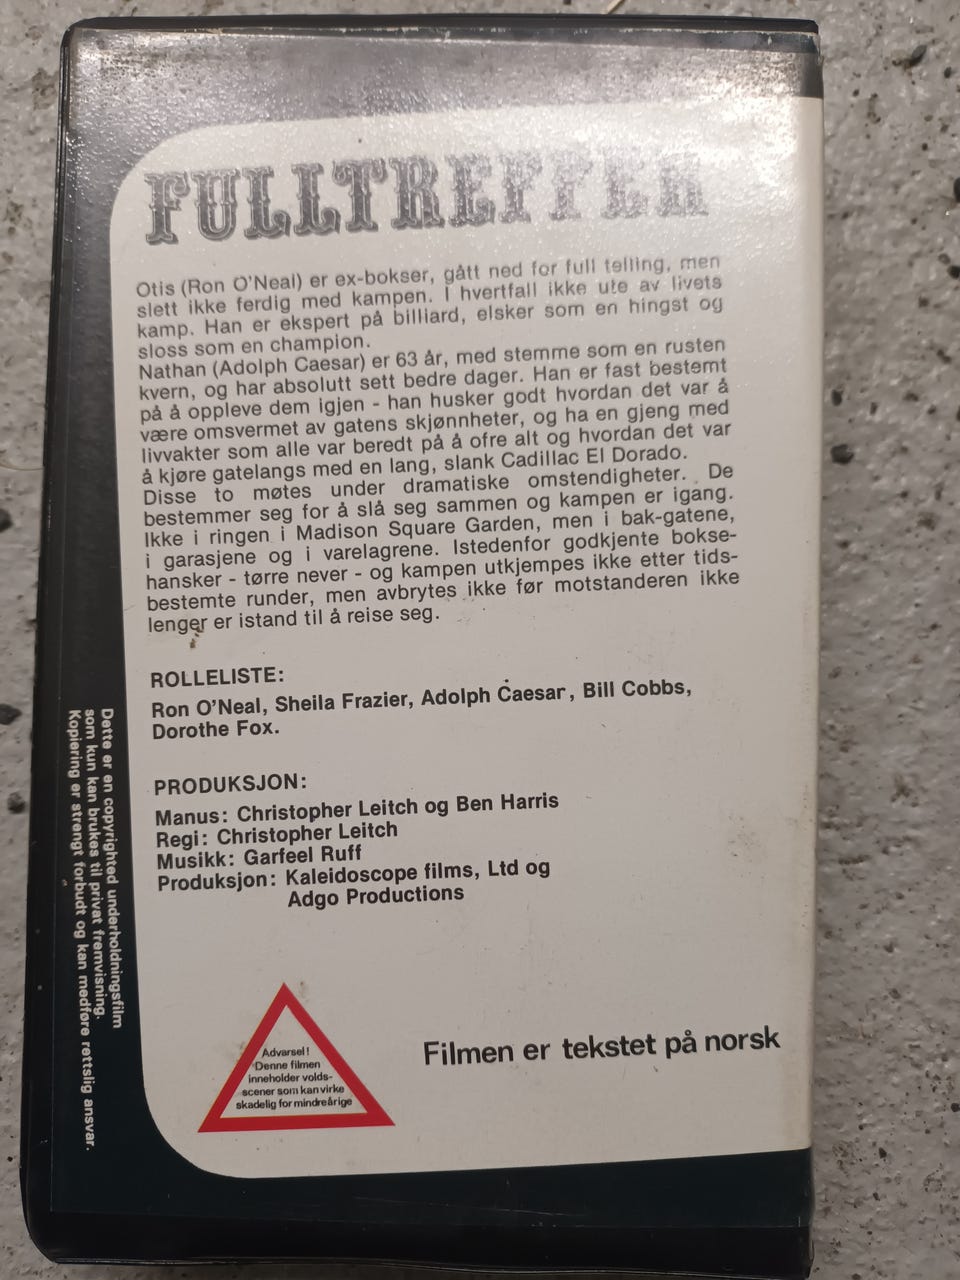 FULLTREFFER
Otis (Ron O'Neal) er ex-bokser, gått ned for full telling, men
slett ikke ferdig med kampen. I hvertfall ikke ute av livets
kamp. Han er ekspert på billiard, elsker som en hingst og
sloss som en champion.
Nathan (Adolph Caesar) er 63 år, med stemme som en rusten
kvern, og har absolutt sett bedre dager. Han er fast bestemt
på å oppleve dem igjen - han husker godt hvordan det var å
være omsvermet av gatens skjønnheter, og ha en gjeng med
livvakter som alle var beredt på å ofre alt og hvordan det var
å kjøre gatelangs med en lang, slank Cadillac El Dorado.
Disse to møtes under dramatiske omstendigheter. De
bestemmer seg for å slå seg sammen og kampen er igang.
Ikke i ringen i Madison Square Garden, men i bak-gatene,
i garasjene og i varelagrene. Istedenfor godkjente bokse-
hansker - tørre never - og kampen utkjempes ikke etter tids-
bestemte runder, men avbrytes ikke før motstanderen ikke
lenger er istand til å reise seg.
ROLLELISTE:
Ron O'Neal, Sheila Frazier, Adolph Caesar, Bill Cobbs,
Dorothe Fox.
PRODUKSJON:
Manus: Christopher Leitch og Ben Harris
Regi: Christopher Leitch
Musikk: Garfeel Ruff
Produksjon: Kaleidoscope films, Ltd og
Adgo Productions
Advarsel!
Denne filmen
inneholder volds-
scener som kan virke
skadelig for mindreårige
Filmen er tekstet på norsk
Dette er en copyrighted underholdningsfilm
som kun kan brukes til privat fremvisning.
Kopiering er strengt forbudt og kan medføre rettslig ansvar.